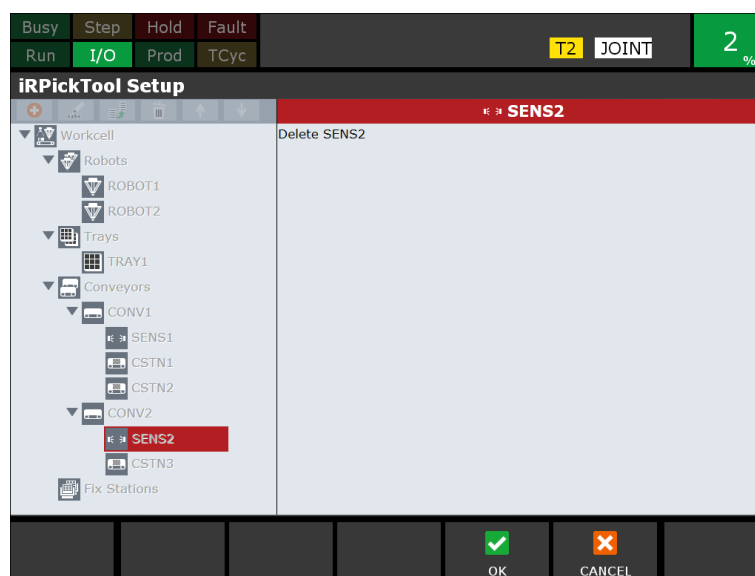 Busy Step Hold Fault
Run I/O Prod TCyc
T2 JOINT
2 %
iRPickTool Setup
SENS2
Workcell
Delete SENS2
Robots
ROBOT1
ROBOT2
Trays
TRAY1
Conveyors
CONV1
SENS1
CSTN1
CSTN2
CONV2
SENS2
CSTN3
Fix Stations
OK CANCEL